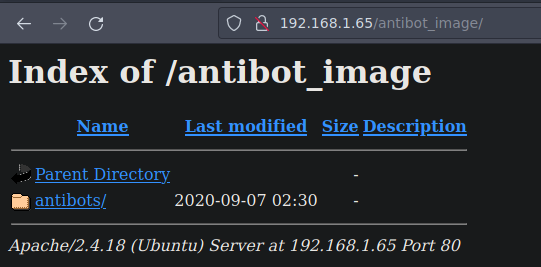 192.168.1.65/antibot_image/
Index of /antibot_image
Name Last modified Size Description
Parent Directory -
antibots/ 2020-09-07 02:30 -
Apache/2.4.18 (Ubuntu) Server at 192.168.1.65 Port 80